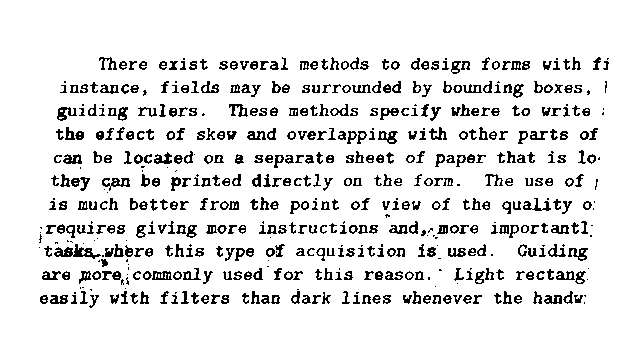 There exist several methods to design forms with fi
instance, fields may be surrounded by bounding boxes,
guiding rulers. These methods specify where to write
the effect of skew and overlapping with other parts of
can be located on a separate sheet of paper that is lo
they can be printed directly on the form. The use of
is much better from the point of view of the quality o
requires giving more instructions and, more importantl
tasks where this type of acquisition is used. Guiding
are more commonly used for this reason. Light rectang
easily with filters than dark lines whenever the handw